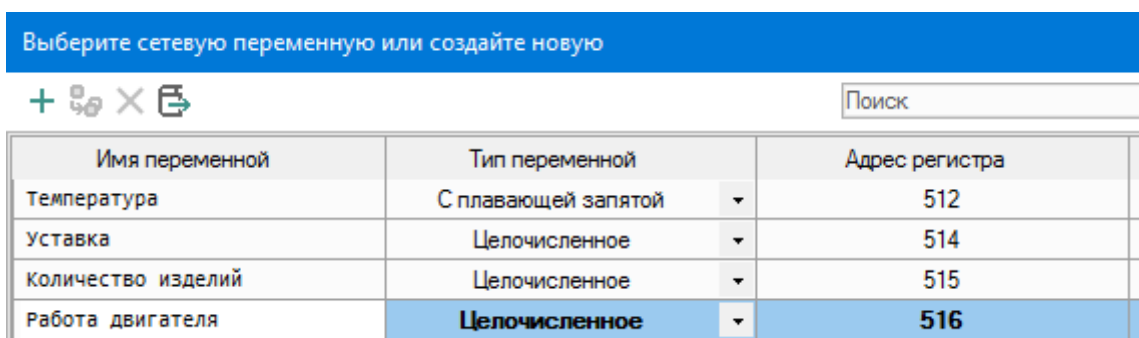 Выберите сетевую переменную или создайте новую
Поиск
Имя переменной Тип переменной Адрес регистра
Температура С плавающей запятой 512
Уставка Целочисленное 514
Количество изделий Целочисленное 515
Работа двигателя Целочисленное 516